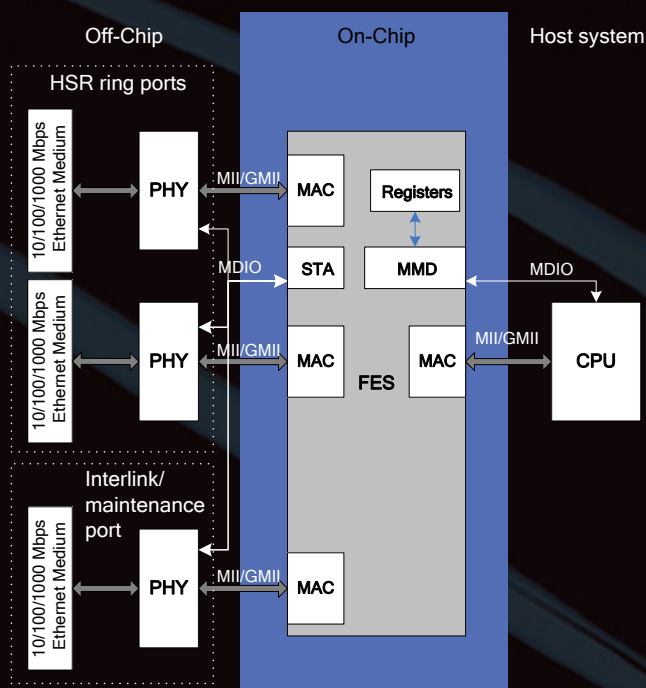 Off-Chip
On-Chip
Host system
HSR ring ports
10/100/1000 Mbps
Ethernet Medium
PHY
MII/GMII
MAC
Registers
MDIO
STA
MMD
MDIO
10/100/1000 Mbps
Ethernet Medium
PHY
MII/GMII
MAC
FES
MAC
MII/GMII
CPU
Interlink/
maintenance
port
10/100/1000 Mbps
Ethernet Medium
PHY
MII/GMII
MAC